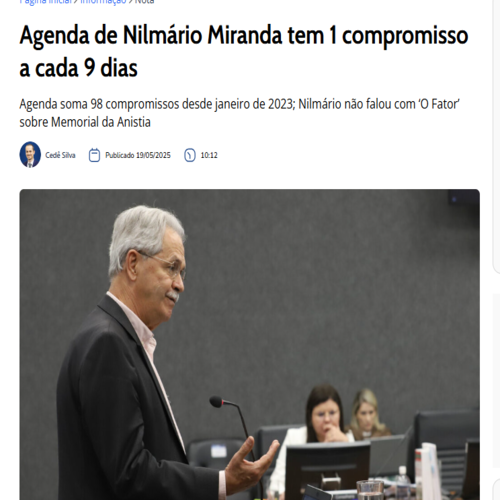 Página Inicial > Informação > Nota
Agenda de Nilmário Miranda tem 1 compromisso
a cada 9 dias
Agenda soma 98 compromissos desde janeiro de 2023; Nilmário não falou com ‘O Fator’
sobre Memorial da Anistia
Cedê Silva Publicado 19/05/2025 10:12